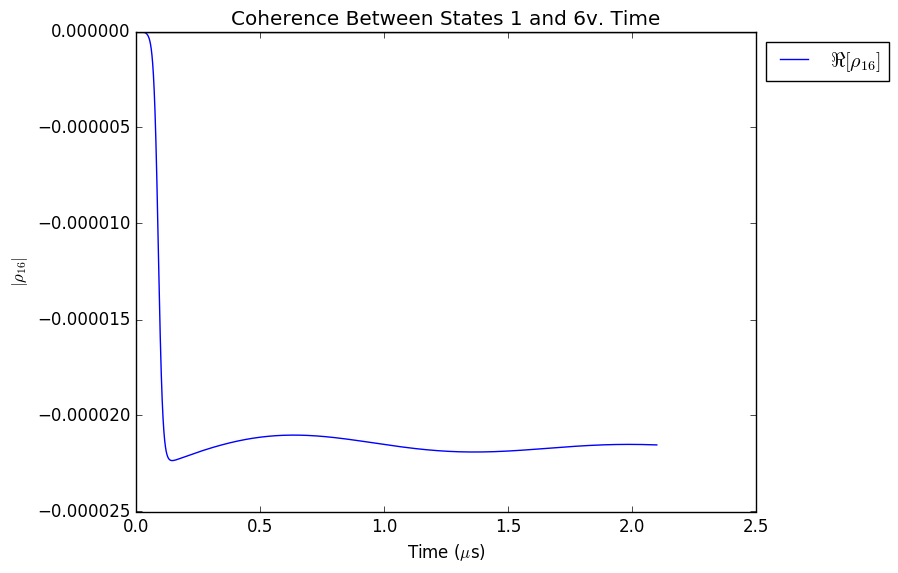 Coherence Between States 1 and 6v. Time
ℜ[ρ16]
0.000000
−0.000005
−0.000010
−0.000015
−0.000020
−0.000025
|ρ16|
0.0 0.5 1.0 1.5 2.0 2.5
Time (μs)